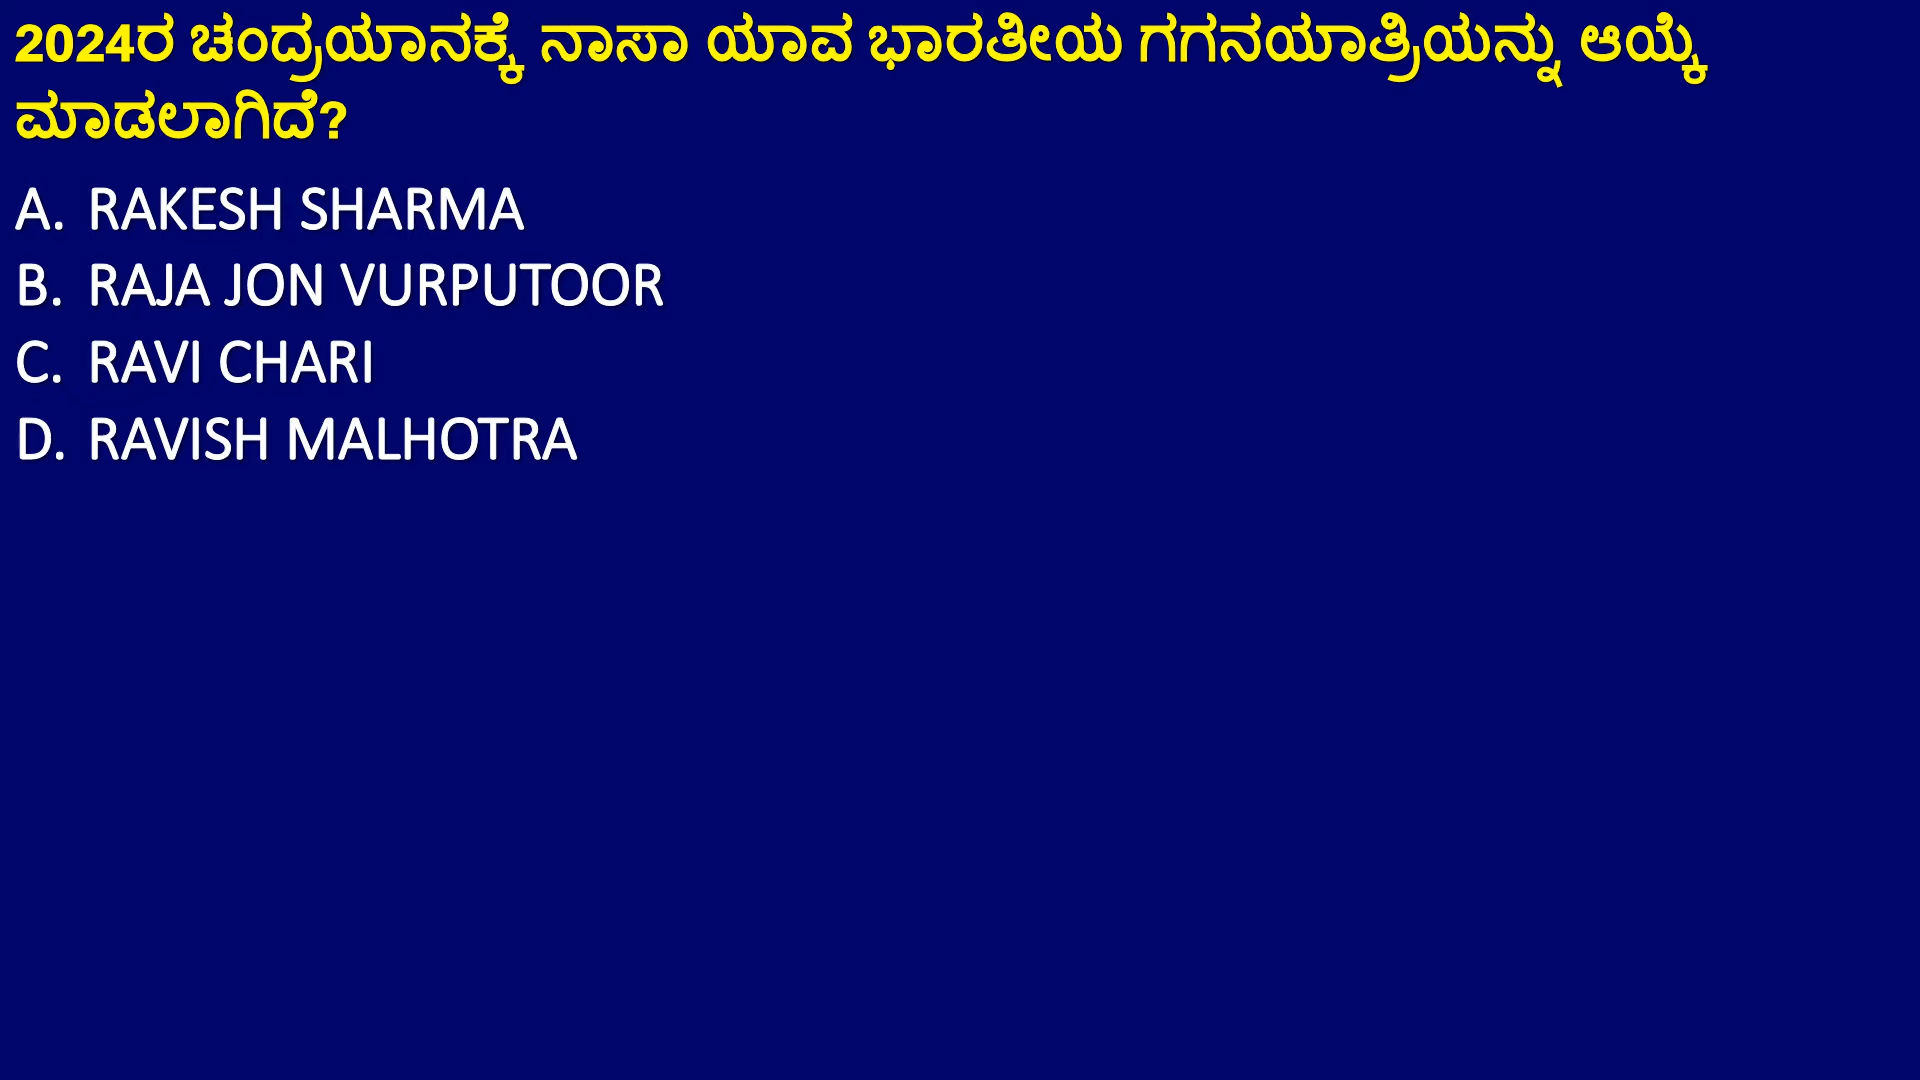 2024ರ ಚಂದ್ರಯಾನಕ್ಕೆ ನಾಸಾ ಯಾವ ಭಾರತೀಯ ಗಗನಯಾತ್ರಿಯನ್ನು ಆಯ್ಕೆ
ಮಾಡಲಾಗಿದೆ?
A. RAKESH SHARMA
B. RAJA JON VURPUTOOR
C. RAVI CHARI
D. RAVISH MALHOTRA